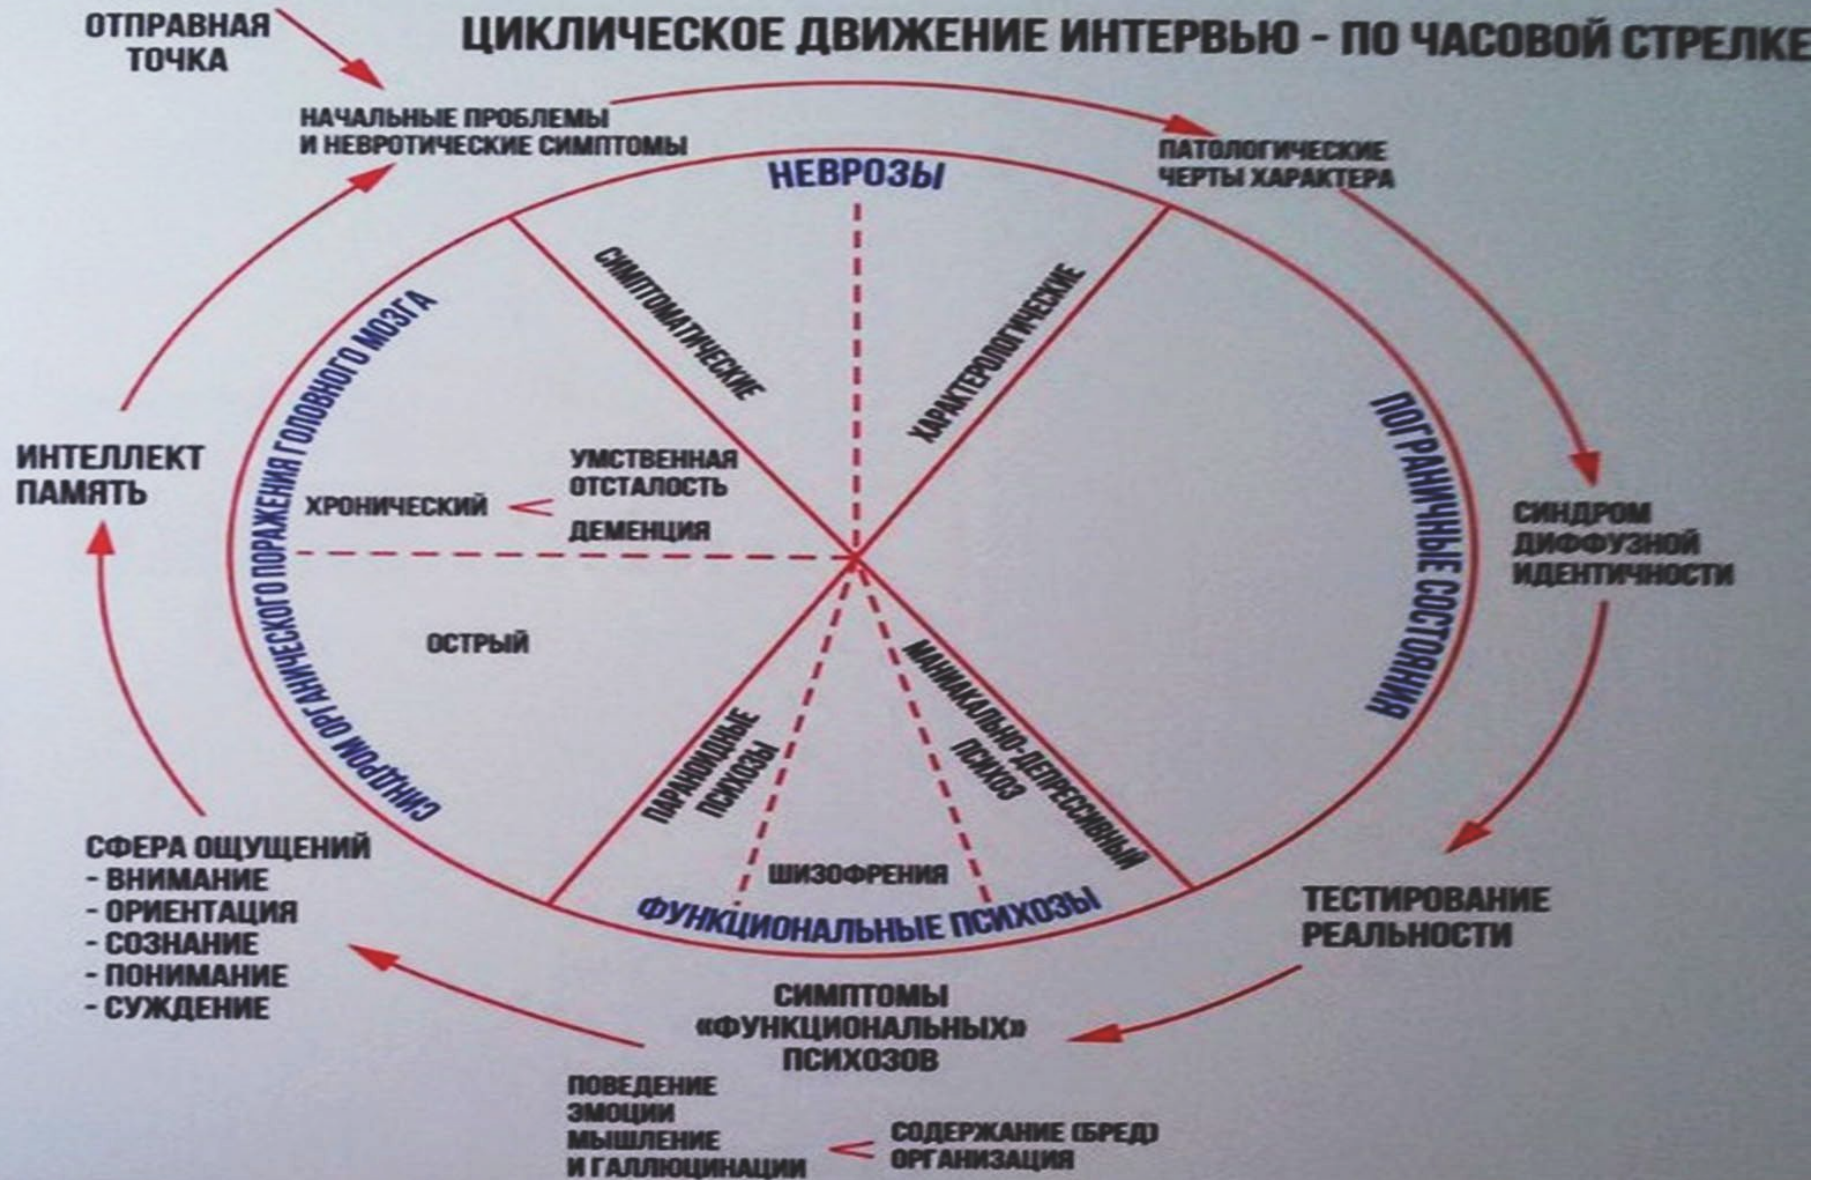 ОТПРАВНАЯ
ТОЧКА
ЦИКЛИЧЕСКОЕ ДВИЖЕНИЕ ИНТЕРВЬЮ - ПО ЧАСОВОЙ СТРЕЛКЕ
НАЧАЛЬНЫЕ ПРОБЛЕМЫ
И НЕВРОТИЧЕСКИЕ СИМПТОМЫ
ПАТОЛОГИЧЕСКИЕ
ЧЕРТЫ ХАРАКТЕРА
НЕВРОЗЫ
СИМПТОМАТИЧЕСКИЕ
ХАРАКТЕРОЛОГИЧЕСКИЕ
ПОГРАНИЧНЫЕ СОСТОЯНИЯ
СИНДРОМ
ДИФФУЗНОЙ
ИДЕНТИЧНОСТИ
ИНТЕЛЛЕКТ
ПАМЯТЬ
СИНДРОМ ОРГАНИЧЕСКОГО ПОРАЖЕНИЯ ГОЛОВНОГО МОЗГА
УМСТВЕННАЯ
ОТСТАЛОСТЬ
ХРОНИЧЕСКИЙ
ДЕМЕНЦИЯ
ОСТРЫЙ
ПАРАНОИДНЫЕ
ПСИХОЗЫ
МАНИАКАЛЬНО-ДЕПРЕССИВНЫЙ
ПСИХОЗ
ШИЗОФРЕНИЯ
ФУНКЦИОНАЛЬНЫЕ ПСИХОЗЫ
ТЕСТИРОВАНИЕ
РЕАЛЬНОСТИ
СФЕРА ОЩУЩЕНИЙ
- ВНИМАНИЕ
- ОРИЕНТАЦИЯ
- СОЗНАНИЕ
- ПОНИМАНИЕ
- СУЖДЕНИЕ
СИМПТОМЫ
«ФУНКЦИОНАЛЬНЫХ»
ПСИХОЗОВ
ПОВЕДЕНИЕ
ЭМОЦИИ
МЫШЛЕНИЕ
И ГАЛЛЮЦИНАЦИИ
СОДЕРЖАНИЕ (БРЕД)
ОРГАНИЗАЦИЯ